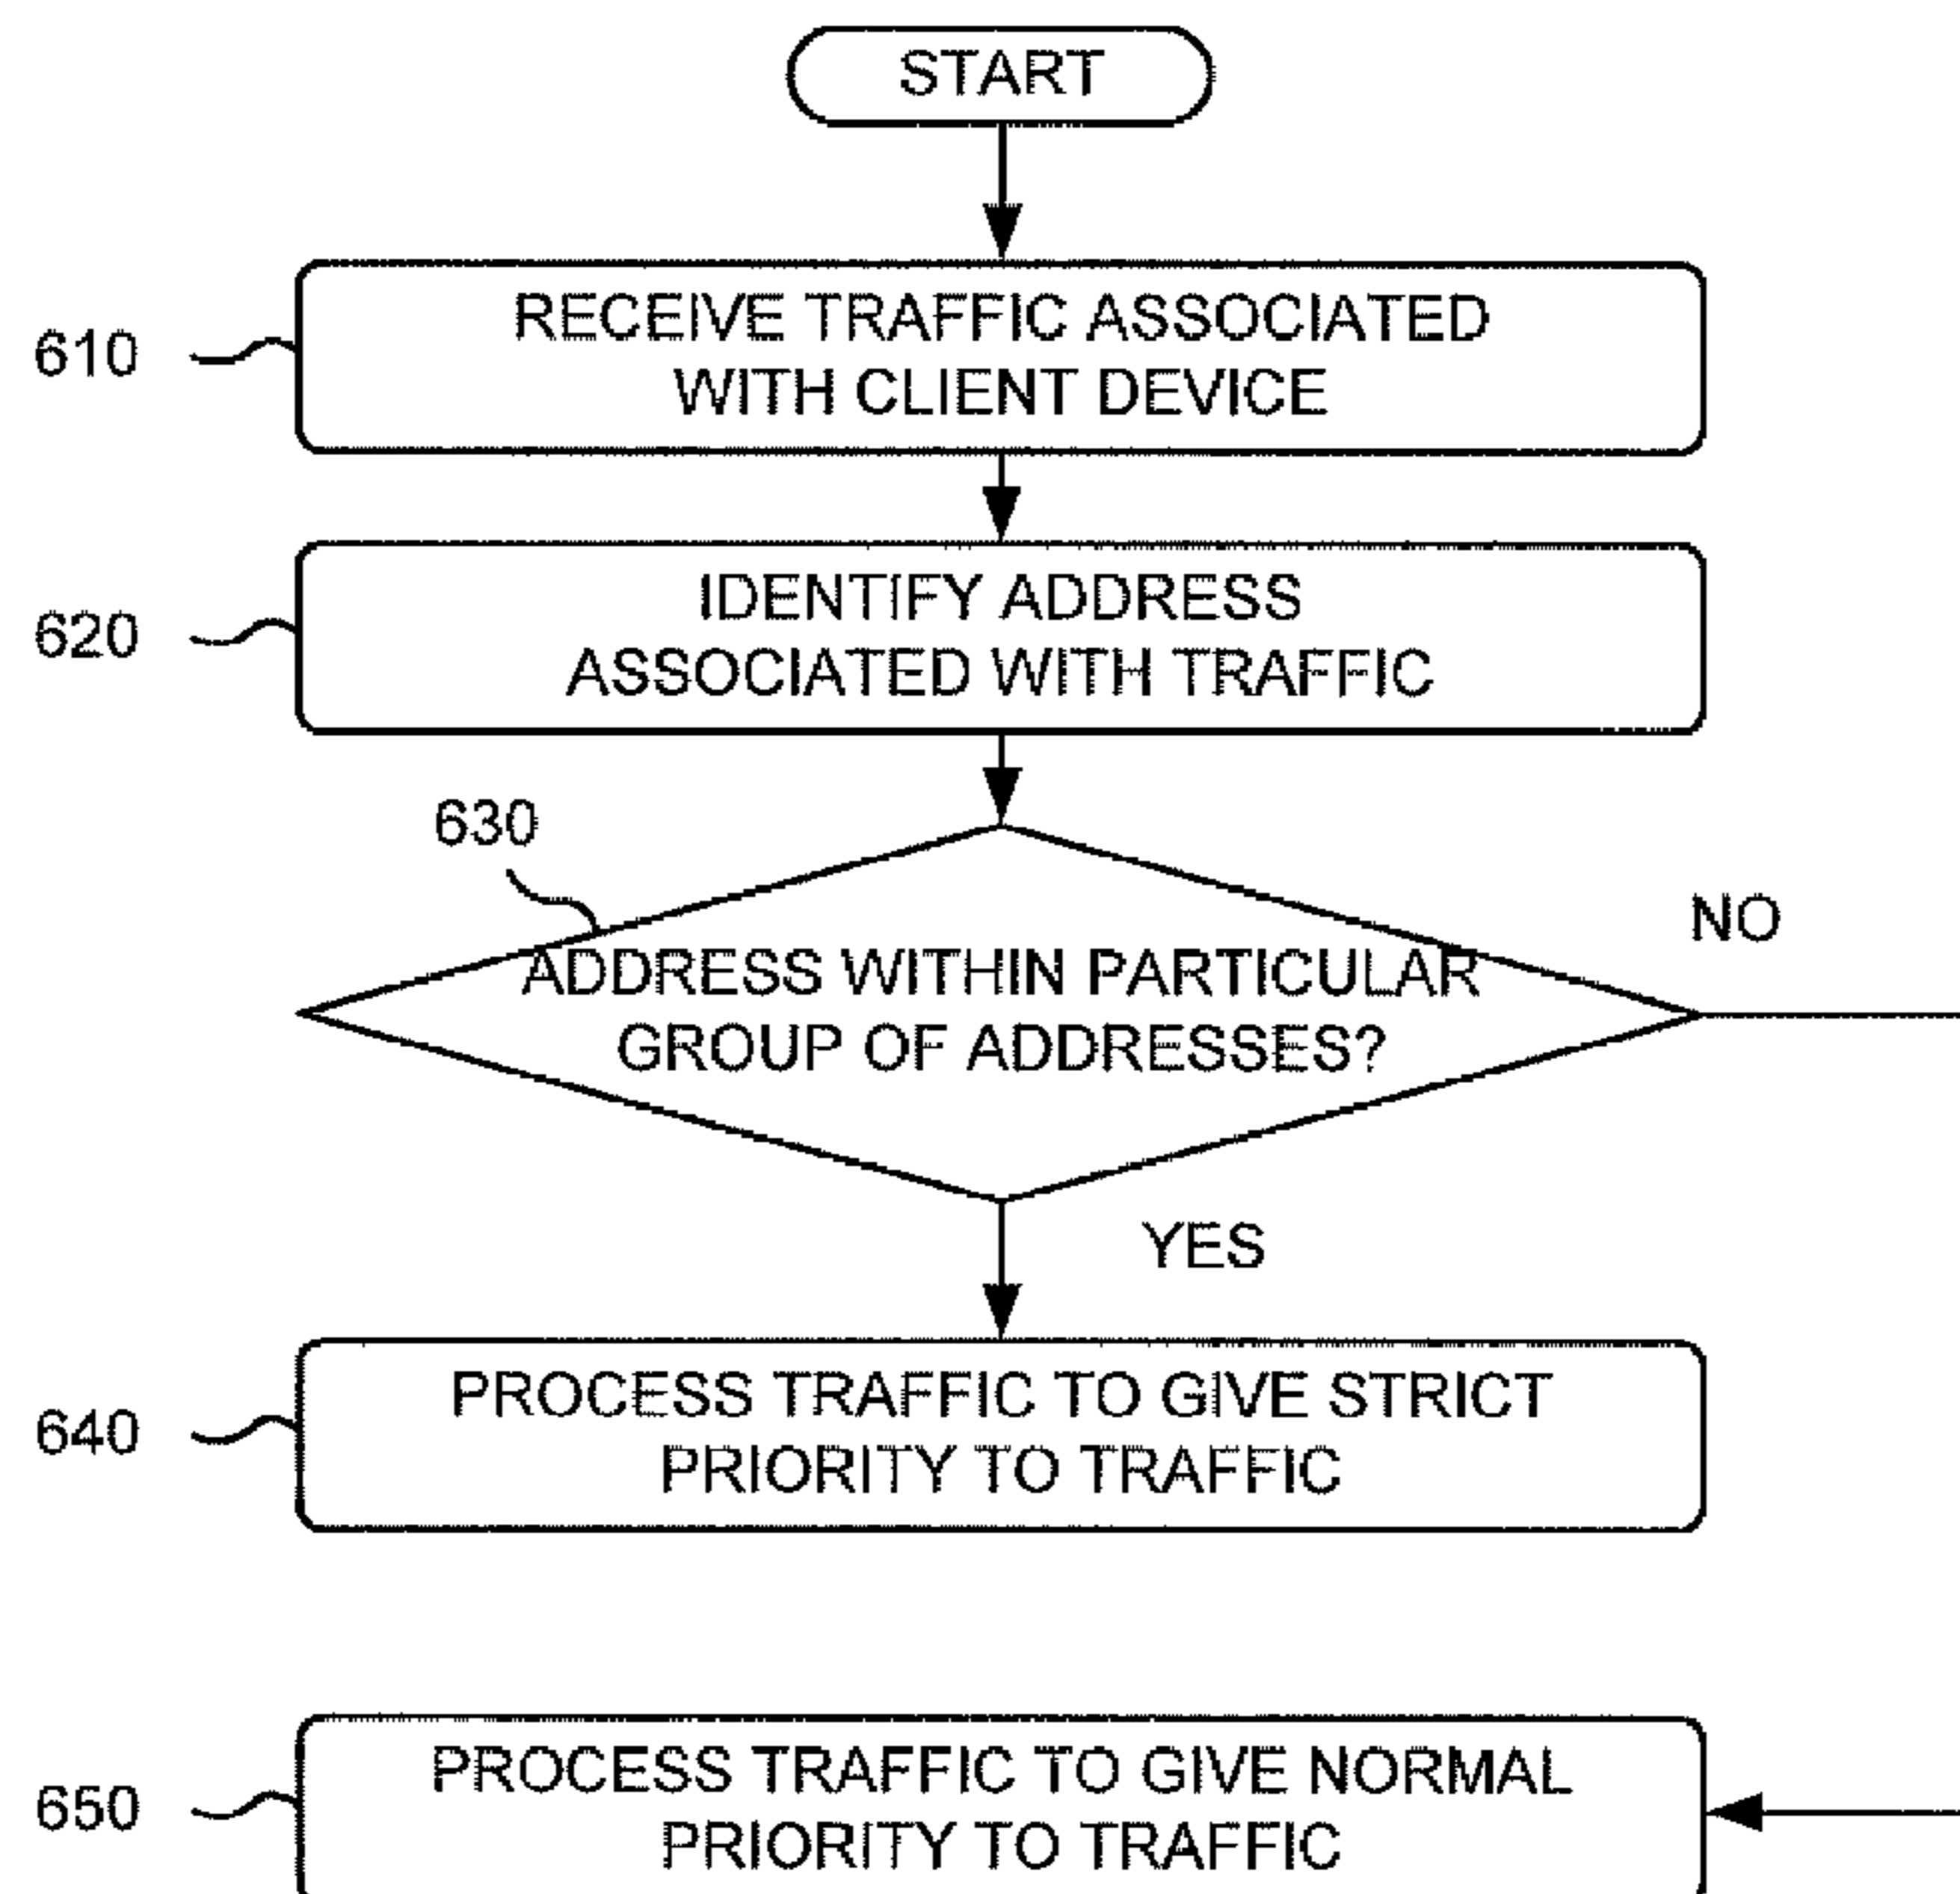 START
610
RECEIVE TRAFFIC ASSOCIATED
WITH CLIENT DEVICE
620
IDENTIFY ADDRESS
ASSOCIATED WITH TRAFFIC
630
NO
ADDRESS WITHIN PARTICULAR
GROUP OF ADDRESSES?
YES
640
PROCESS TRAFFIC TO GIVE STRICT
PRIORITY TO TRAFFIC
650
PROCESS TRAFFIC TO GIVE NORMAL
PRIORITY TO TRAFFIC